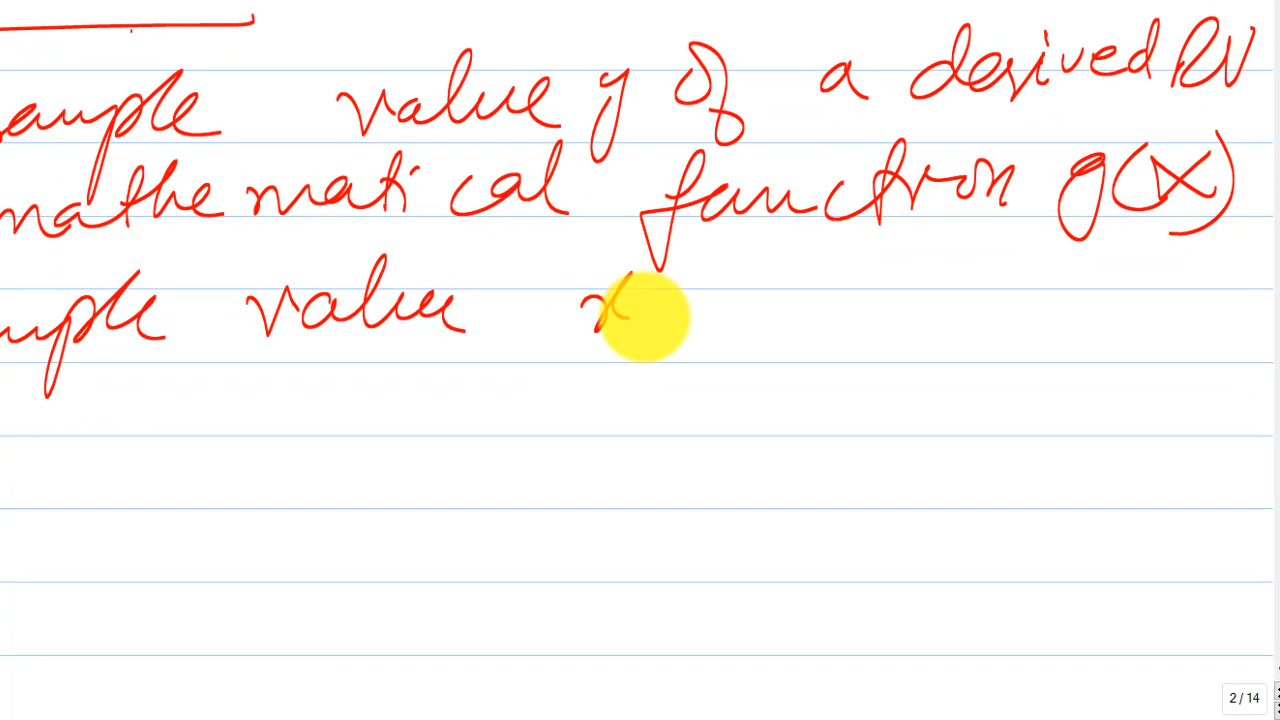 ample value y of a derived RV
mathematical function g(X)
mple value x
2 / 14